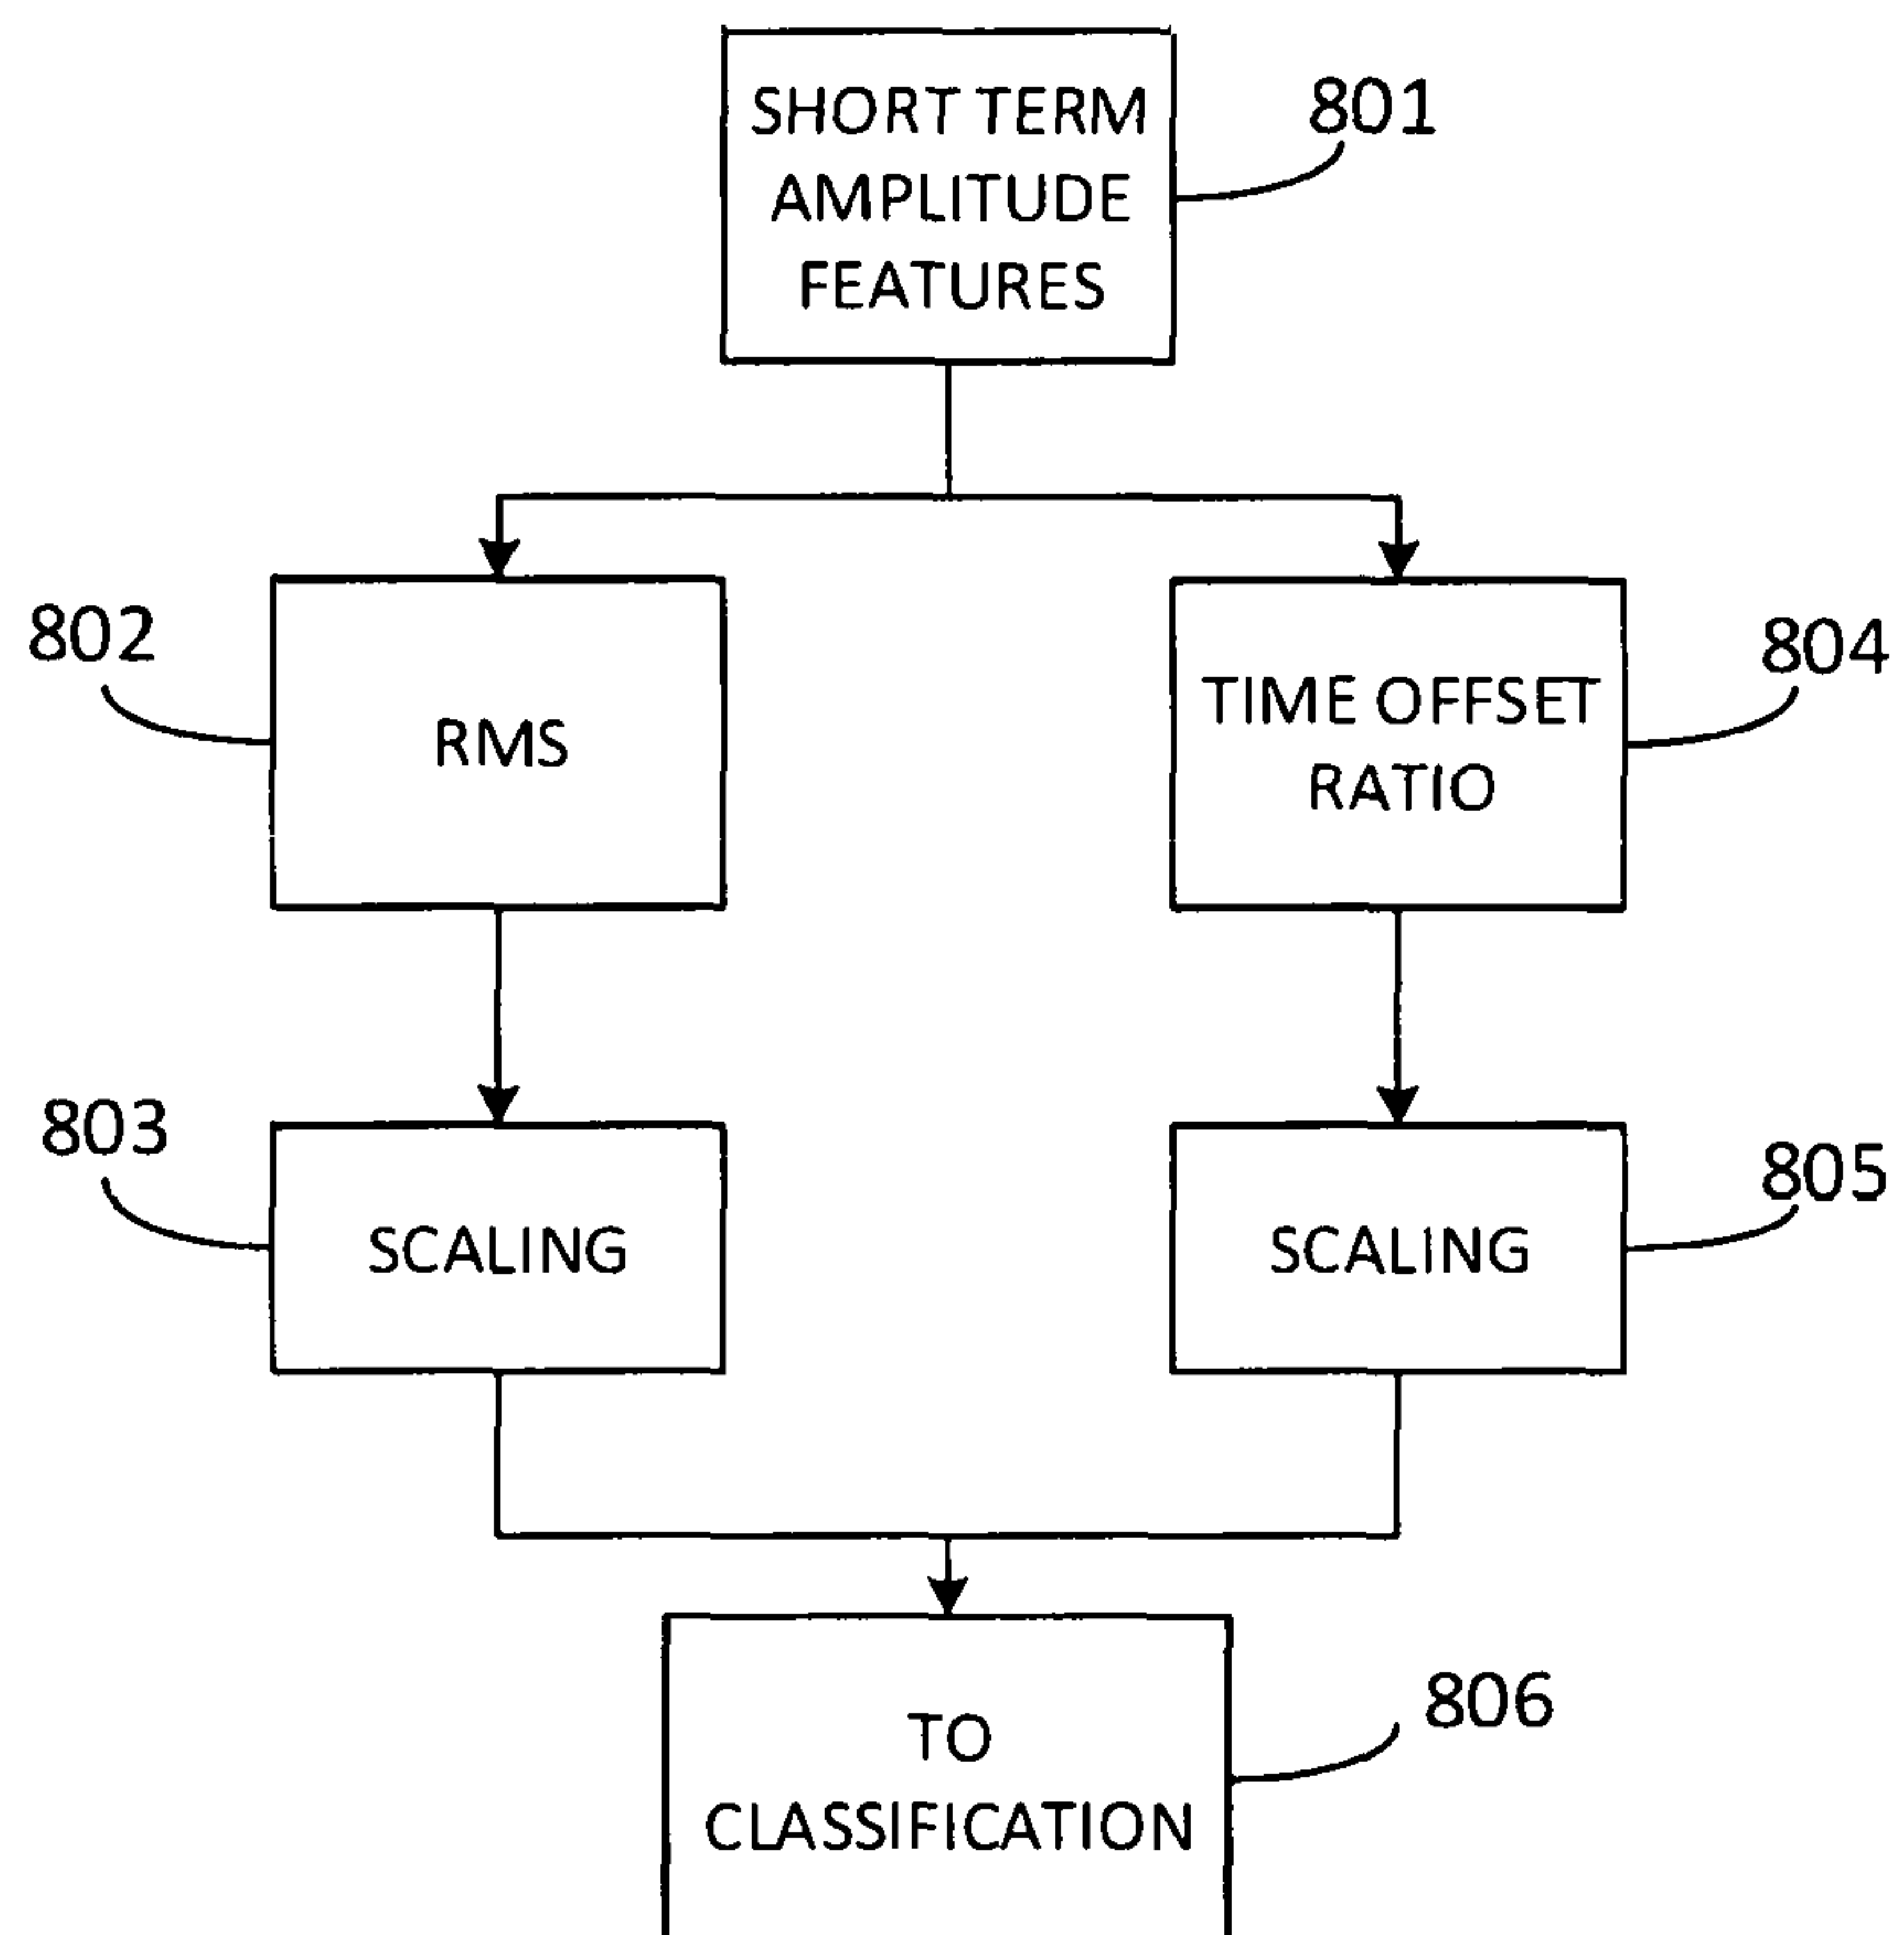 SHORT TERM
AMPLITUDE
FEATURES
801
802
RMS
TIME OFFSET
RATIO
804
803
SCALING
SCALING
805
TO
CLASSIFICATION
806